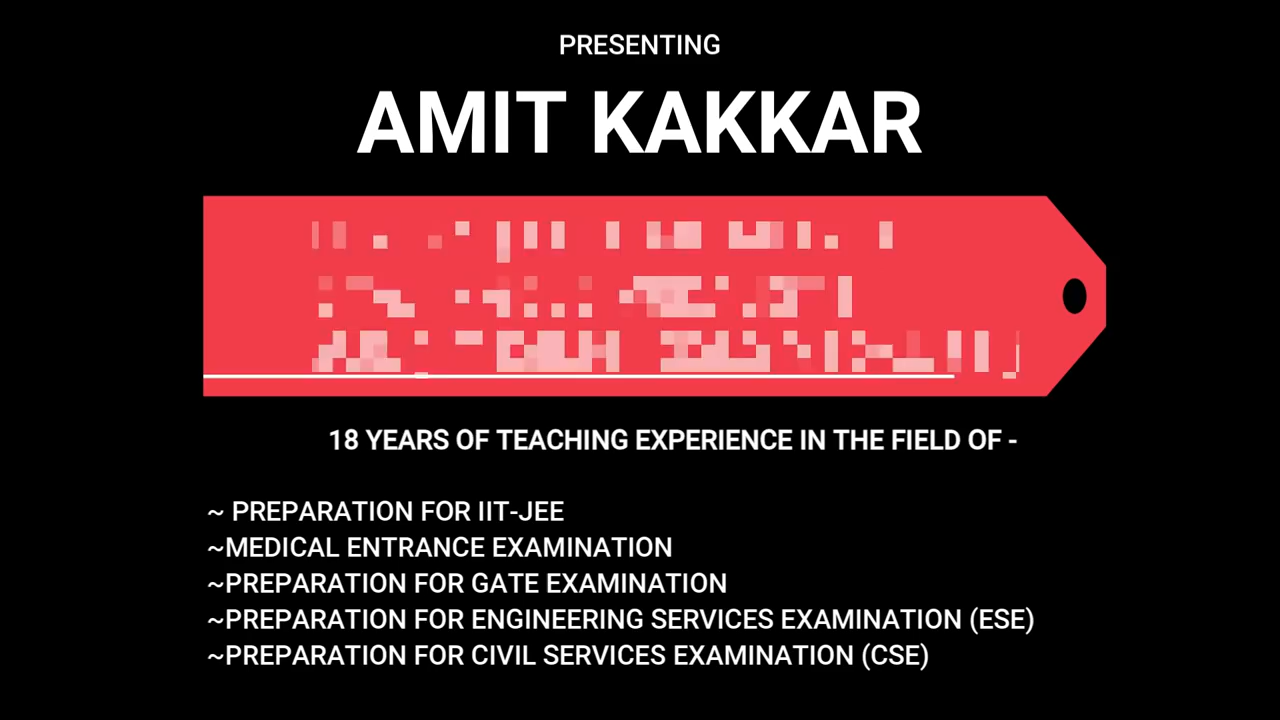 PRESENTING
AMIT KAKKAR
18 YEARS OF TEACHING EXPERIENCE IN THE FIELD OF -
~ PREPARATION FOR IIT-JEE
~MEDICAL ENTRANCE EXAMINATION
~PREPARATION FOR GATE EXAMINATION
~PREPARATION FOR ENGINEERING SERVICES EXAMINATION (ESE)
~PREPARATION FOR CIVIL SERVICES EXAMINATION (CSE)